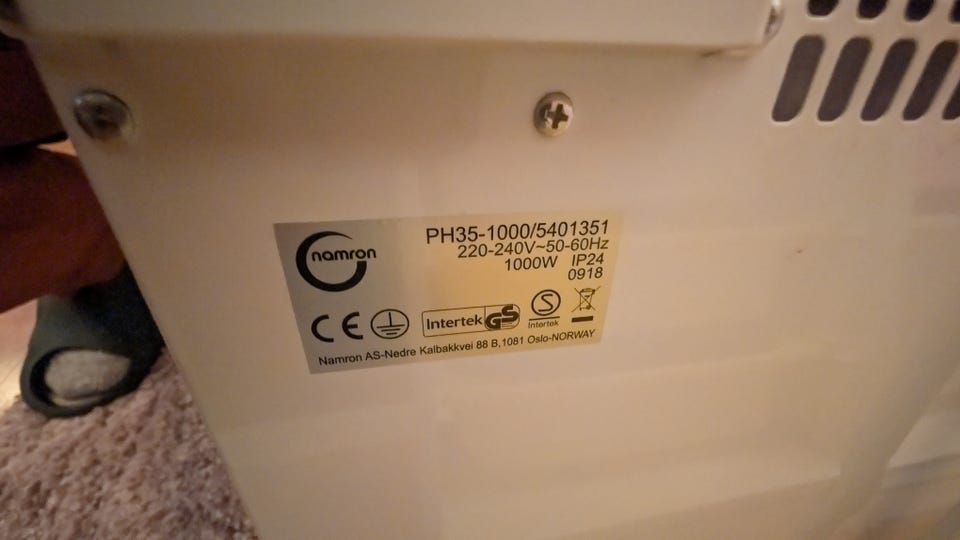 namron
PH35-1000/5401351
220-240V~50-60Hz
1000W IP24
0918
CE
Intertek GS
S
Intertek
Namron AS-Nedre Kalbakkvei 88 B,1081 Oslo-NORWAY